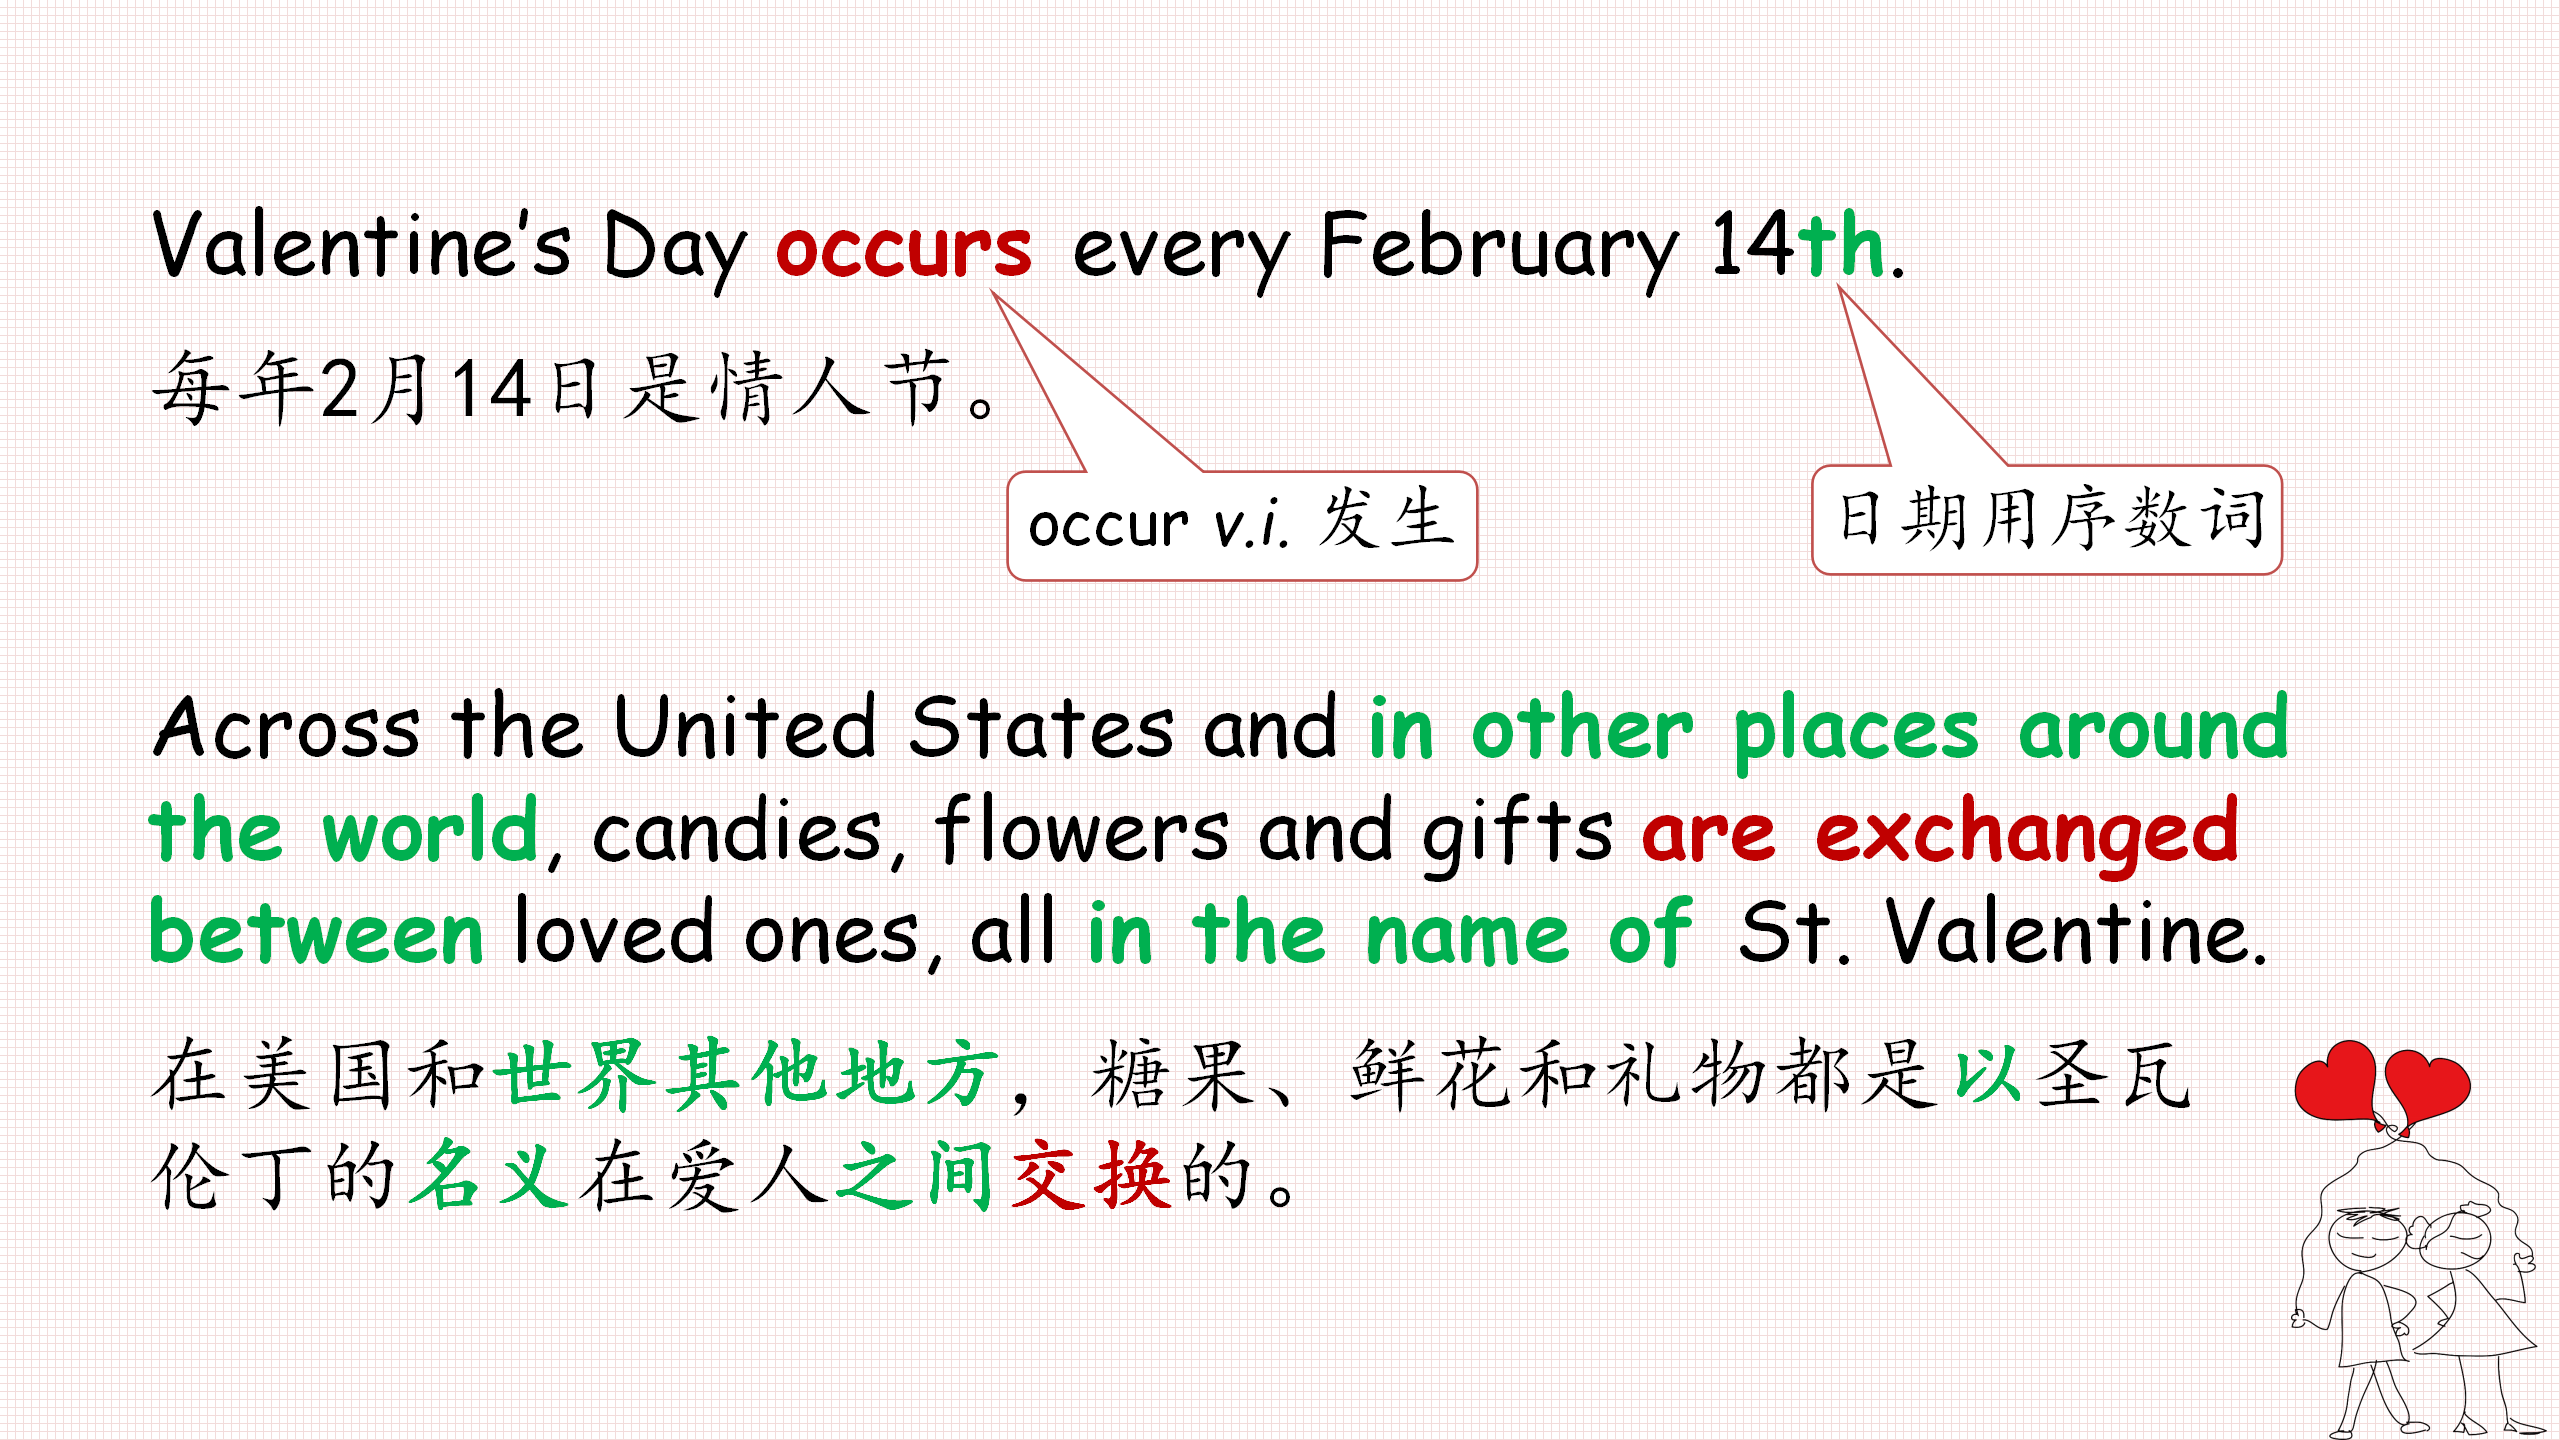 Valentine’s Day occurs every February 14th.
每年2月14日是情人节。
occur v.i. 发生
日期用序数词
Across the United States and in other places around
the world, candies, flowers and gifts are exchanged
between loved ones, all in the name of St. Valentine.
在美国和世界其他地方，糖果、鲜花和礼物都是以圣瓦
伦丁的名义在爱人之间交换的。